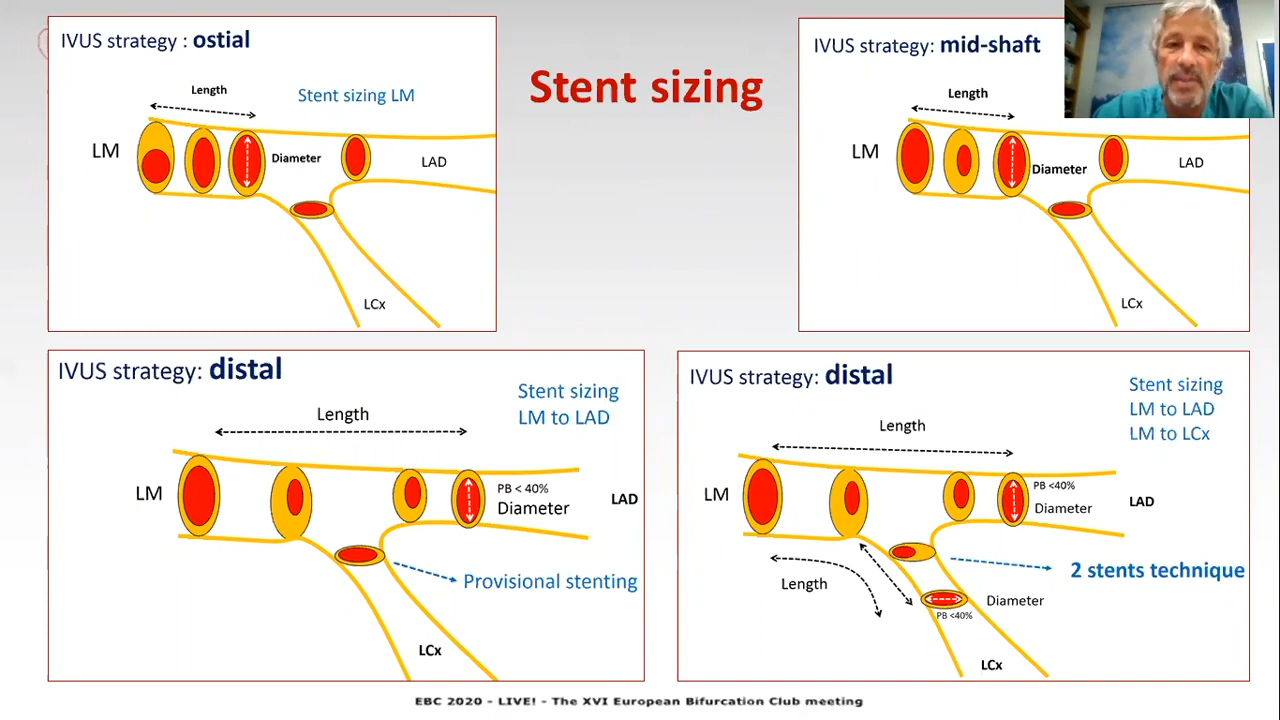 IVUS strategy : ostial
Length
Stent sizing LM
LM
Diameter
LAD
LCx
Stent sizing
IVUS strategy: mid-shaft
Length
LM
Diameter
LAD
LCx
IVUS strategy: distal
Stent sizing
LM to LAD
Length
LM
PB < 40%
Diameter
LAD
Provisional stenting
LCx
IVUS strategy: distal
Stent sizing
LM to LAD
LM to LCx
Length
LM
PB <40%
Diameter
LAD
2 stents technique
Length
Diameter
PB <40%
LCx
EBC 2020 - LIVE! - The XVI European Bifurcation Club meeting